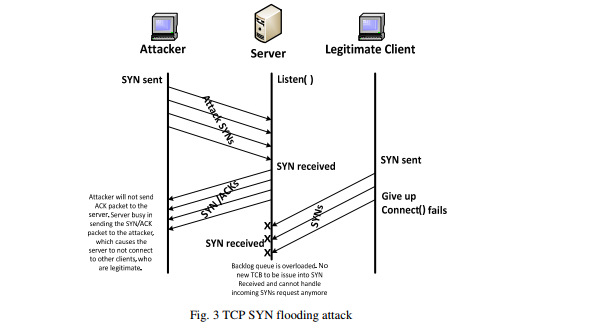 Attacker
Server
Legitimate Client
SYN sent
Listen( )
Attack SYNs
SYN received
SYN sent
SYN /ACKs
Attacker will not send
ACK packet to the
server. Server busy in
sending the SYN/ACK
packet to the attacker,
which causes the
server to not connect
to other clients, who
are legitimate.
SYNs
Give up
Connect() fails
X
SYN received X
X
Backlog queue is overloaded. No
new TCB to be issue into SYN
Received and cannot handle
incoming SYNs request anymore
Fig. 3 TCP SYN flooding attack